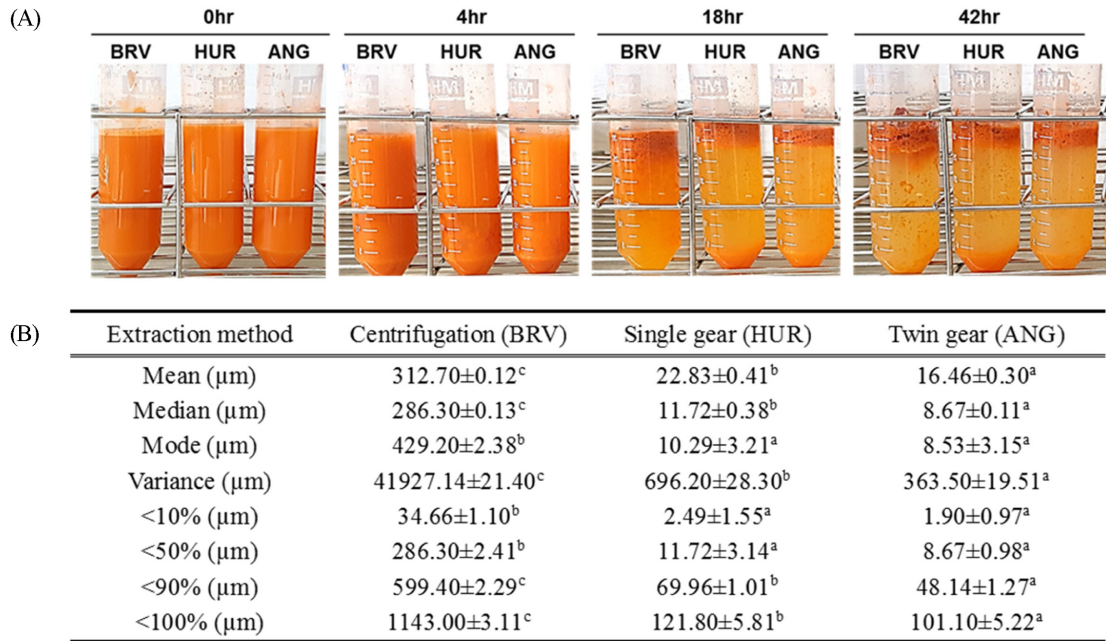 (A)
0hr 4hr 18hr 42hr
BRV HUR ANG BRV HUR ANG BRV HUR ANG BRV HUR ANG
(B)
Extraction method Centrifugation (BRV) Single gear (HUR) Twin gear (ANG)
Mean (µm) 312.70±0.12ᶜ 22.83±0.41ᵇ 16.46±0.30ᵃ
Median (µm) 286.30±0.13ᶜ 11.72±0.38ᵇ 8.67±0.11ᵃ
Mode (µm) 429.20±2.38ᵇ 10.29±3.21ᵃ 8.53±3.15ᵃ
Variance (µm) 41927.14±21.40ᶜ 696.20±28.30ᵇ 363.50±19.51ᵃ
<10% (µm) 34.66±1.10ᵇ 2.49±1.55ᵃ 1.90±0.97ᵃ
<50% (µm) 286.30±2.41ᵇ 11.72±3.14ᵃ 8.67±0.98ᵃ
<90% (µm) 599.40±2.29ᶜ 69.96±1.01ᵇ 48.14±1.27ᵃ
<100% (µm) 1143.00±3.11ᶜ 121.80±5.81ᵇ 101.10±5.22ᵃ